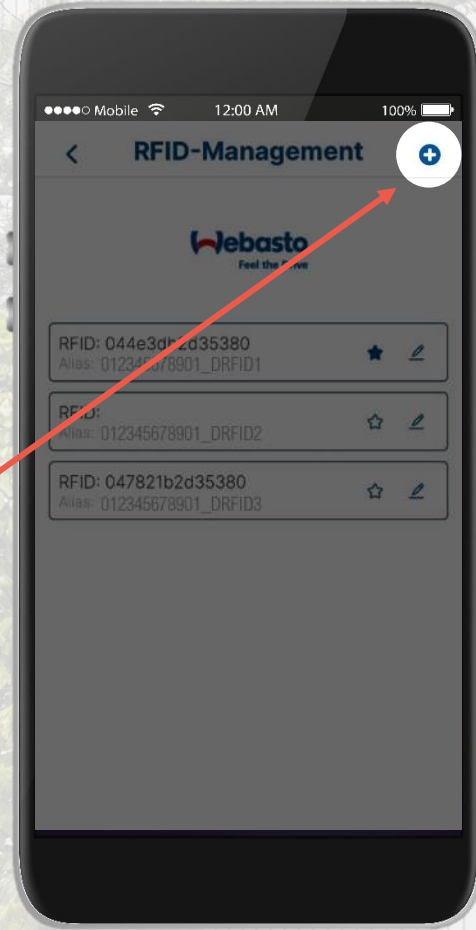 Mobile 12:00 AM 100%
RFID-Management
Webasto
Feel the Drive
RFID: 044e3db2d35380
Alias: 012345678901_DRFID1
RFID:
Alias: 012345678901_DRFID2
RFID: 047821b2d35380
Alias: 012345678901_DRFID3